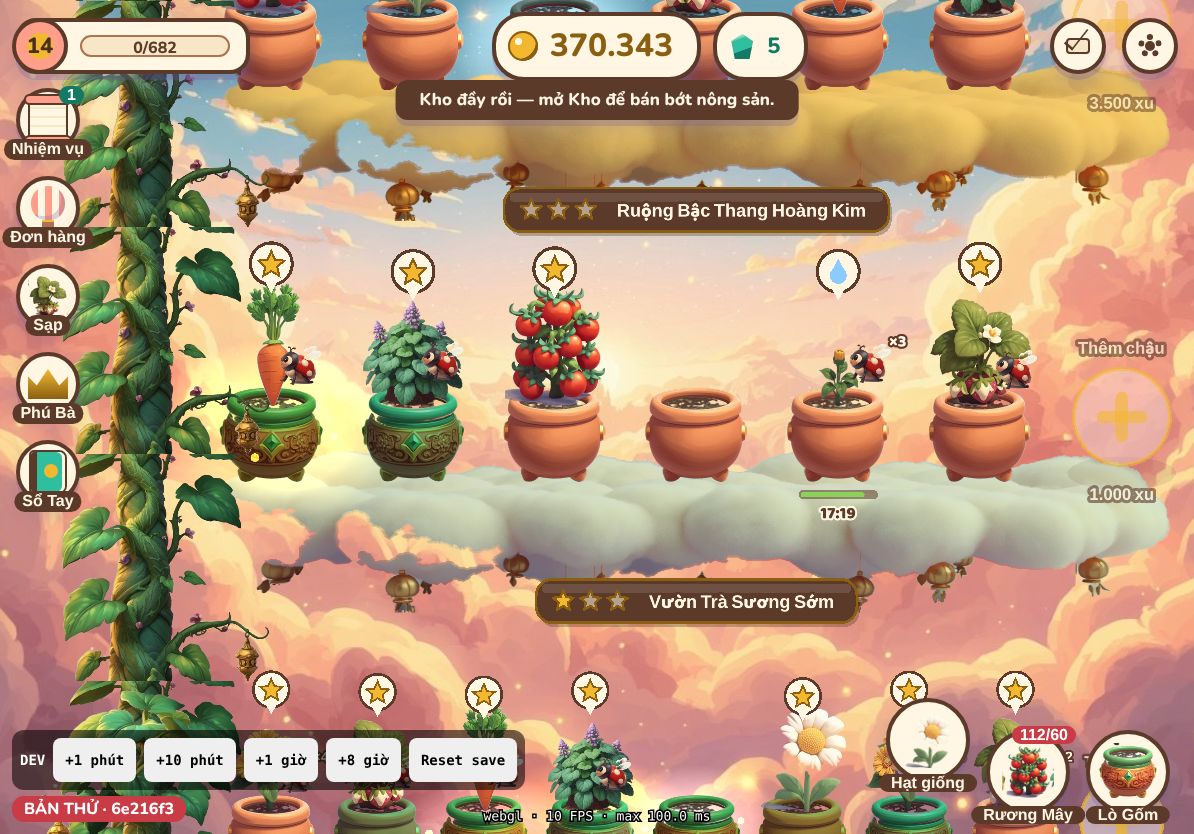 14
0/682
370.343
5
3.500 xu
Kho đầy rồi — mở Kho để bán bớt nông sản.
1
Nhiệm vụ
Đơn hàng
Sạp
Phú Bà
Sổ Tay
Ruộng Bậc Thang Hoàng Kim
×3
Thêm chậu
1.000 xu
17:19
Vườn Trà Sương Sớm
DEV
+1 phút
+10 phút
+1 giờ
+8 giờ
Reset save
BẢN THỬ · 6e216f3
webgl · 10 FPS · max 100.0 ms
Hạt giống
112/60
Rương Mây
Lò Gốm